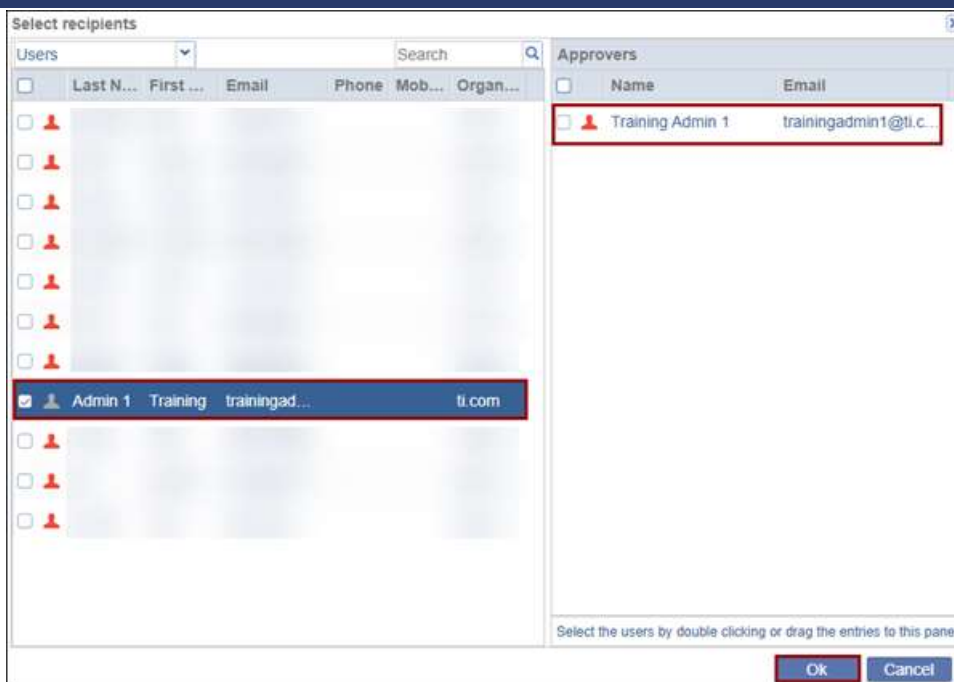 Select recipients
Users Search Approvers
Last N... First ... Email Phone Mob... Organ... Name Email
Training Admin 1 trainingadmin1@ti.c...
Admin 1 Training trainingad... ti.com
Select the users by double clicking or drag the entries to this pane
Ok Cancel